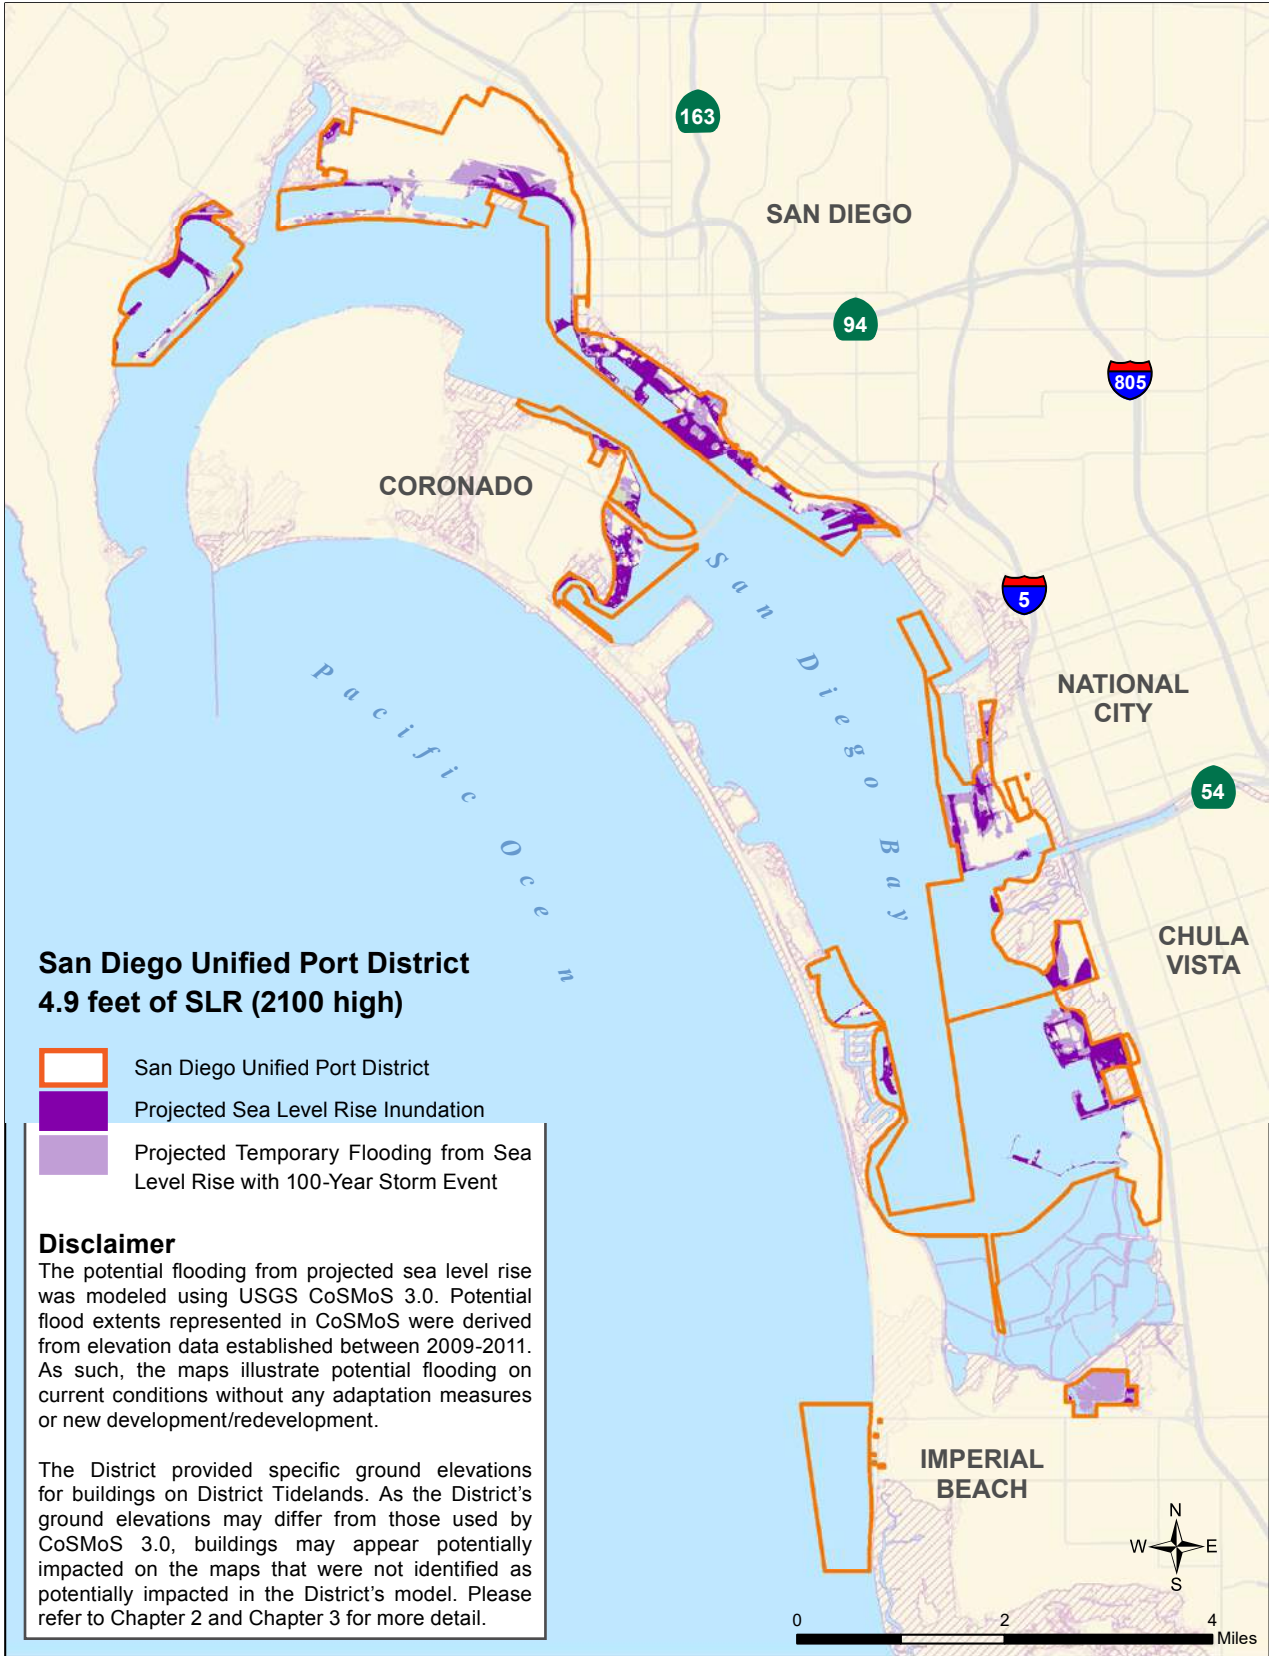 163
SAN DIEGO
94
805
CORONADO
5
San Diego Bay
Pacific Oce n
NATIONAL
CITY
54
CHULA
VISTA
San Diego Unified Port District
4.9 feet of SLR (2100 high)
San Diego Unified Port District
Projected Sea Level Rise Inundation
Projected Temporary Flooding from Sea
Level Rise with 100-Year Storm Event
Disclaimer
The potential flooding from projected sea level rise
was modeled using USGS CoSMoS 3.0. Potential
flood extents represented in CoSMoS were derived
from elevation data established between 2009-2011.
As such, the maps illustrate potential flooding on
current conditions without any adaptation measures
or new development/redevelopment.
The District provided specific ground elevations
for buildings on District Tidelands. As the District's
ground elevations may differ from those used by
CoSMoS 3.0, buildings may appear potentially
impacted on the maps that were not identified as
potentially impacted in the District's model. Please
refer to Chapter 2 and Chapter 3 for more detail.
IMPERIAL
BEACH
N
W E
S
0 2 4
Miles